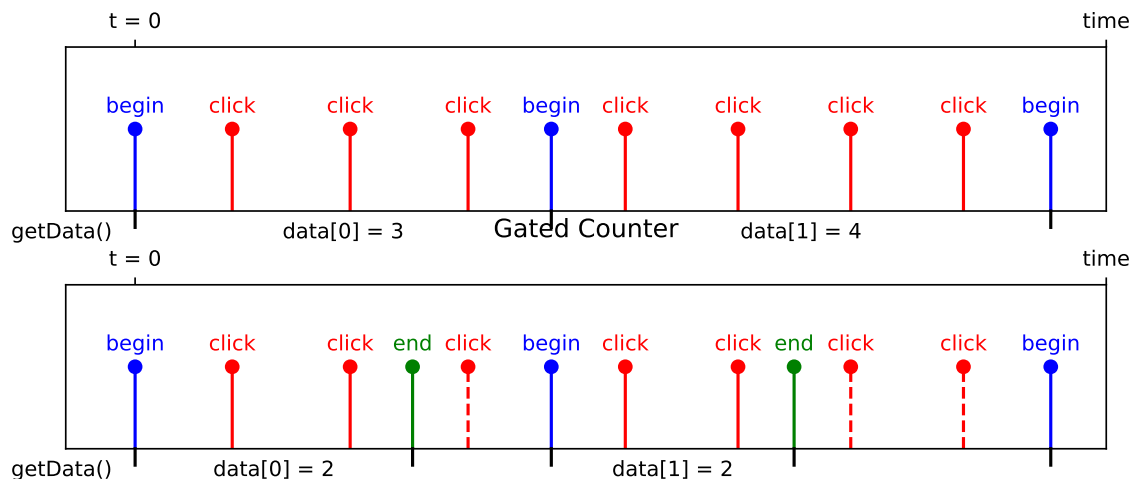 t = 0 time
begin click click click begin click click click click begin
getData() data[0] = 3 data[1] = 4
Gated Counter
t = 0 time
begin click click end click begin click click end click click begin
getData() data[0] = 2 data[1] = 2